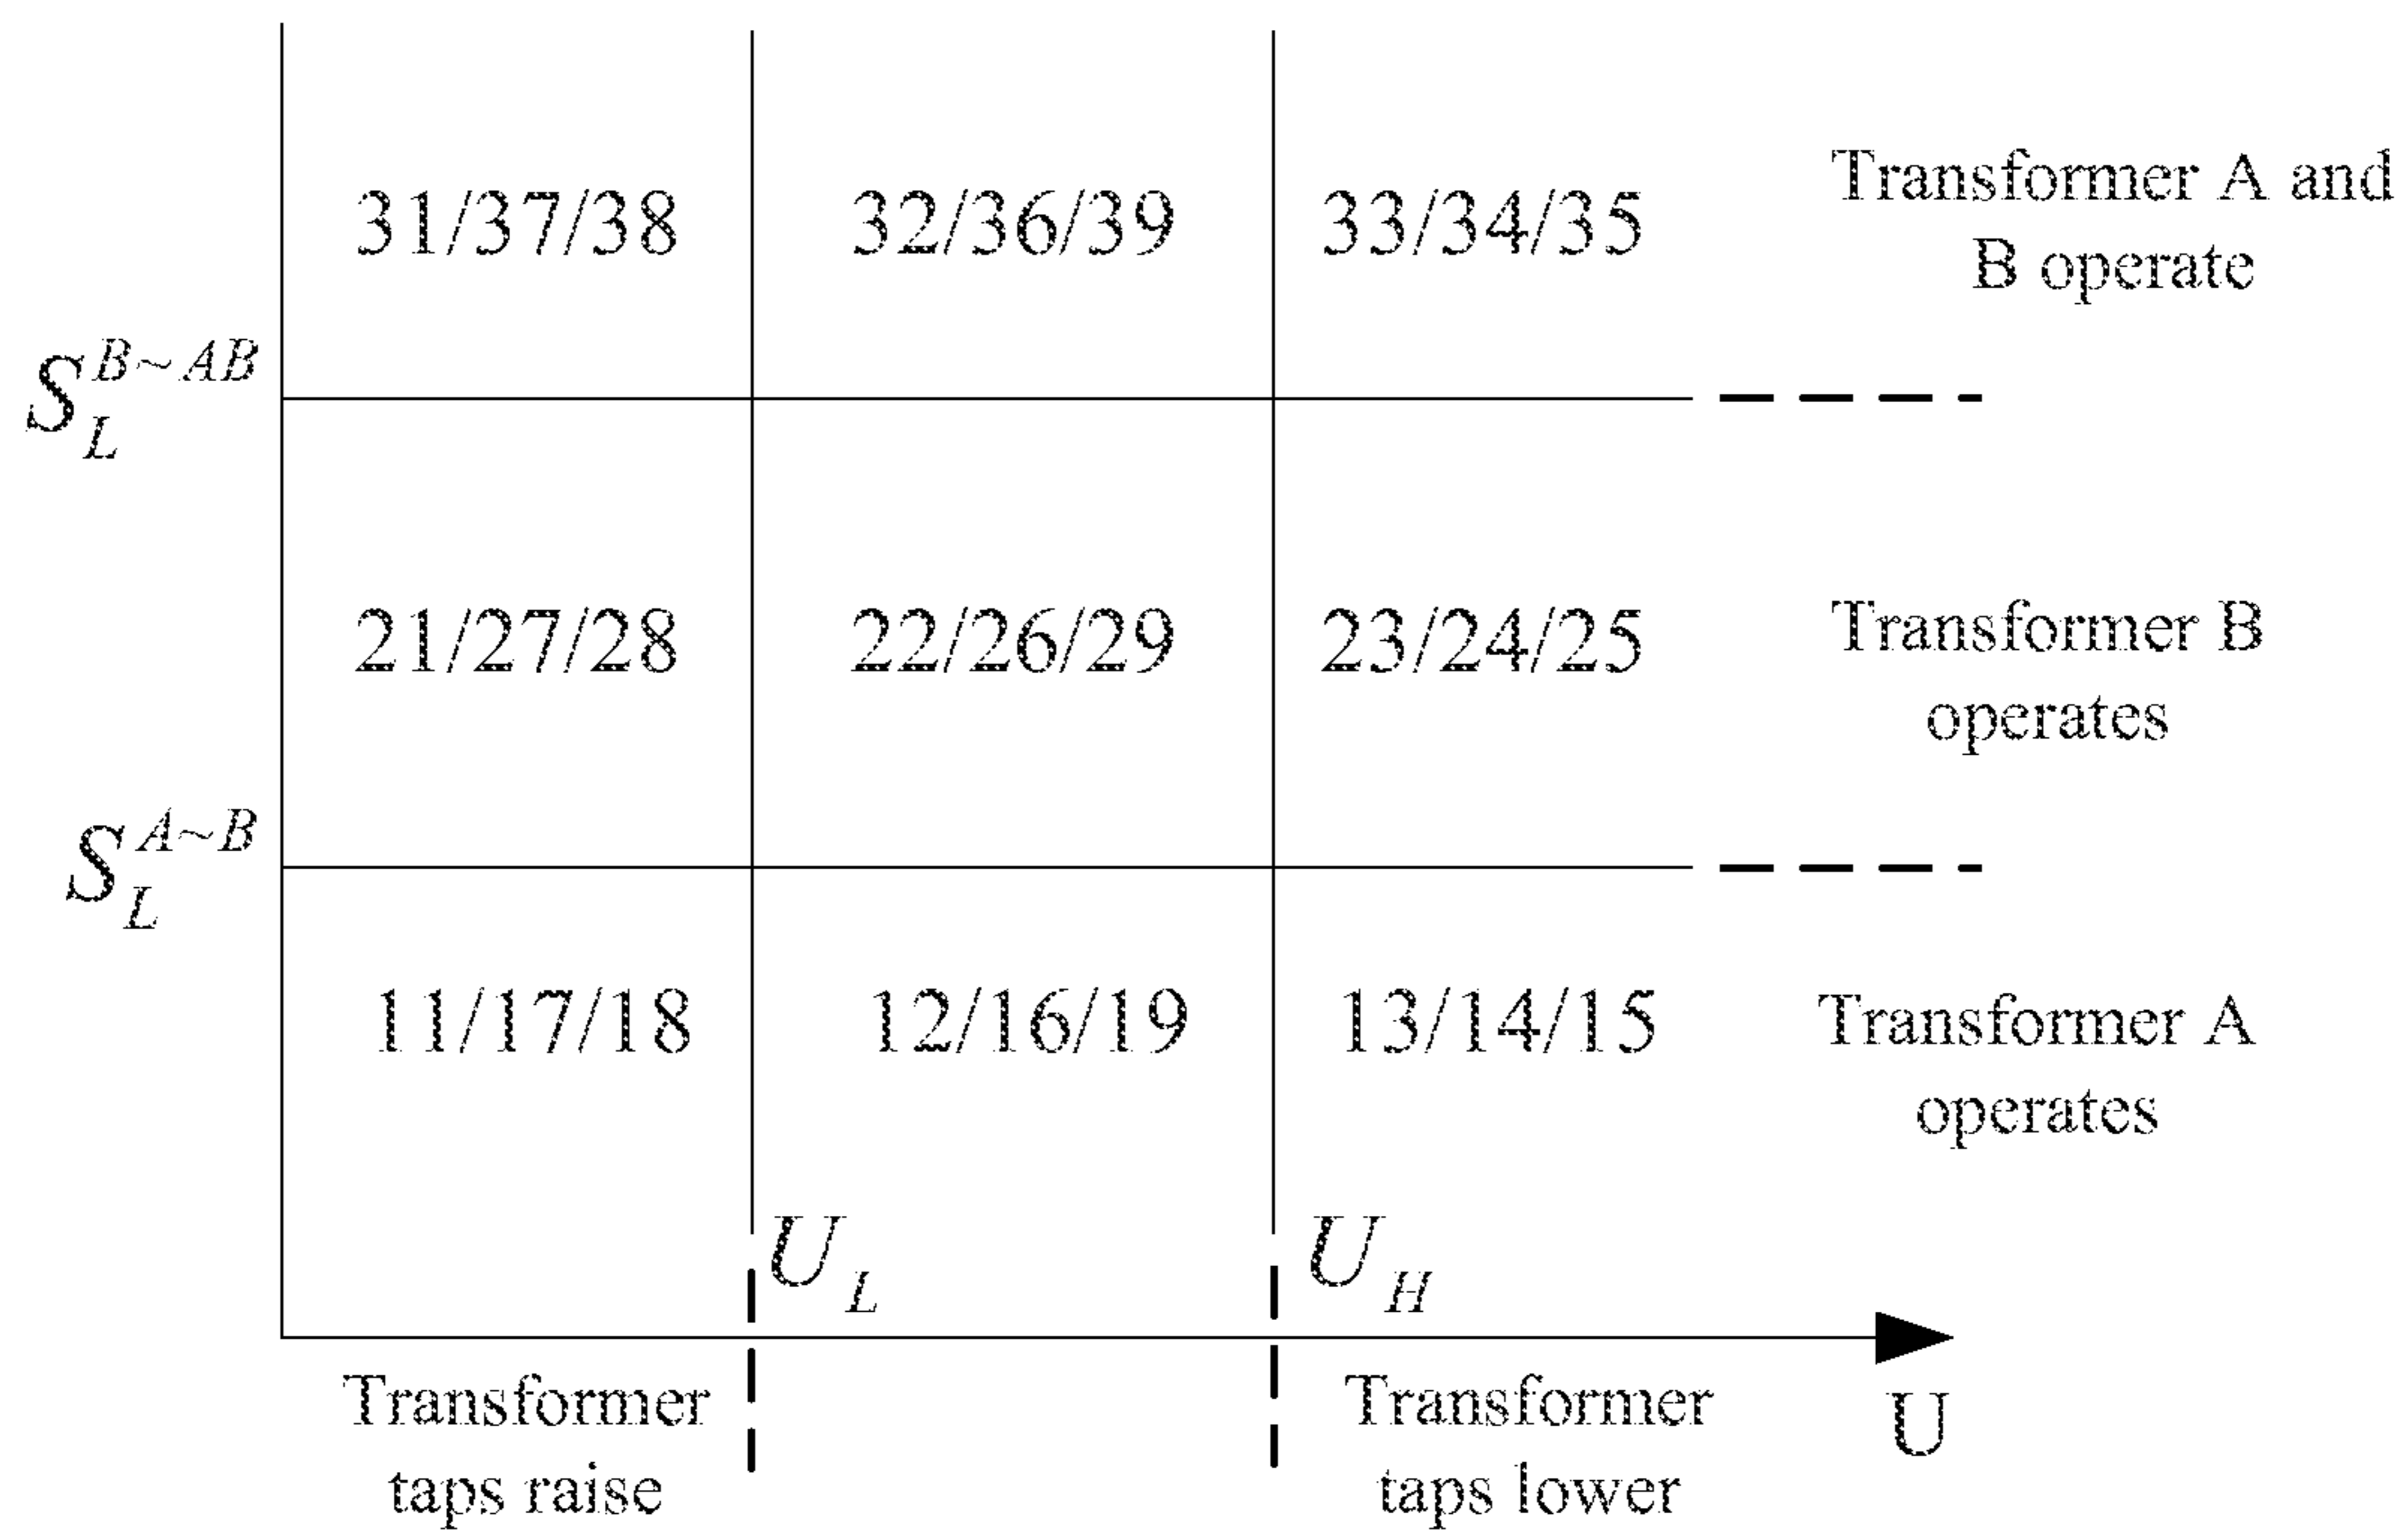 31/37/38 32/36/39 33/34/35 Transformer A and
B operate
S_L^{B~AB}
21/27/28 22/26/29 23/24/25 Transformer B
operates
S_L^{A~B}
11/17/18 12/16/19 13/14/15 Transformer A
operates
U_L U_H
Transformer
taps raise
Transformer
taps lower
U